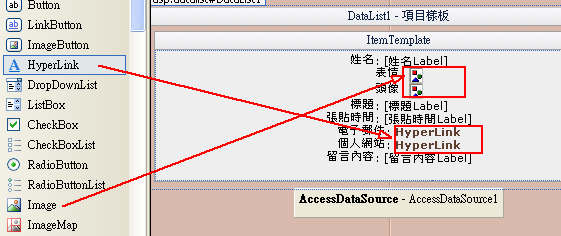 asp:datalist#DataList1
Button
LinkButton
ImageButton
HyperLink
DropDownList
ListBox
CheckBox
CheckBoxList
RadioButton
RadioButtonList
Image
ImageMap
DataList1 - 項目樣板
ItemTemplate
姓名: [姓名Label]
表情:
頭像:
標題: [標題Label]
張貼時間: [張貼時間Label]
電子郵件: HyperLink
個人網站: HyperLink
留言內容: [留言內容Label]
AccessDataSource - AccessDataSource1